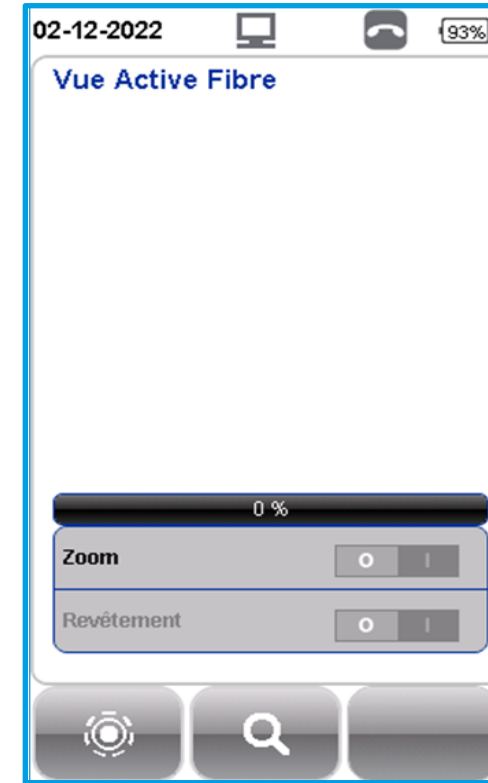 02-12-2022 93%
Vue Active Fibre
0 %
Zoom O I
Revêtement O I